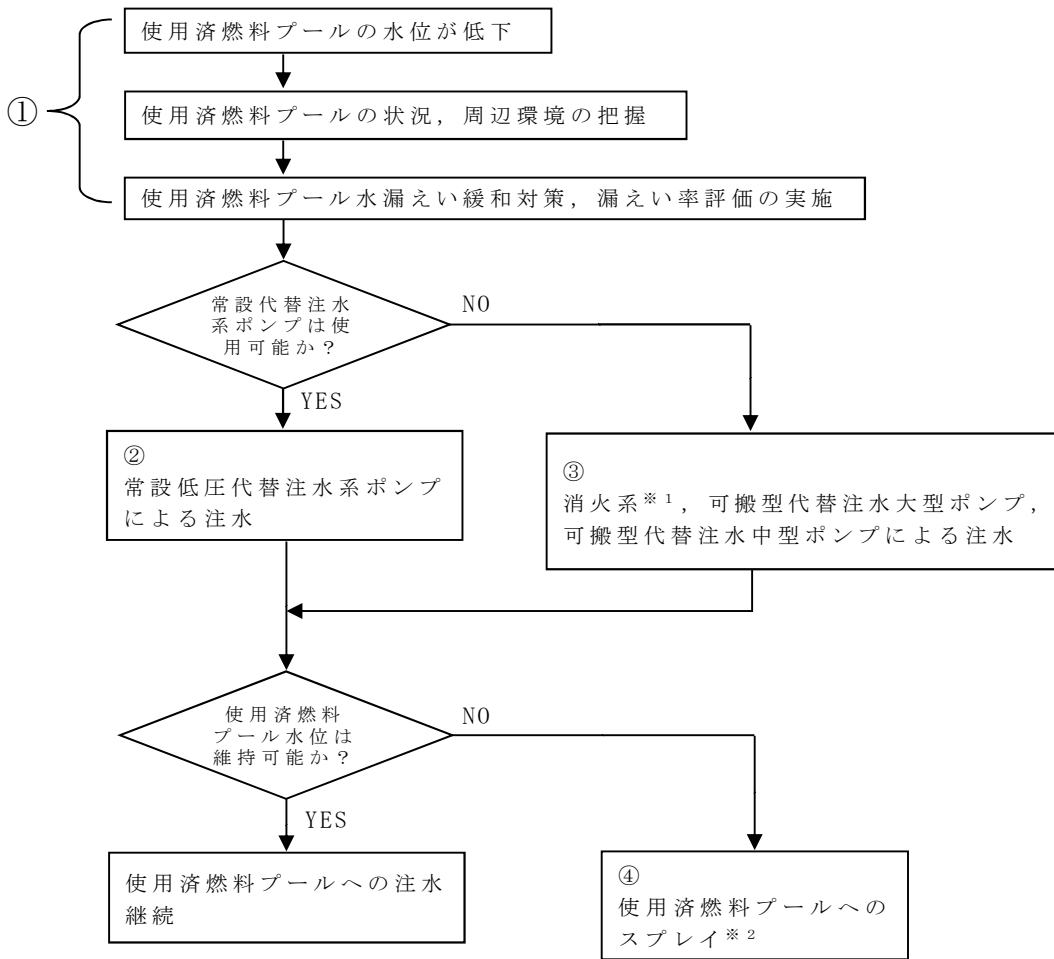 使用済燃料プールの水位が低下
①
使用済燃料プールの状況，周辺環境の把握
使用済燃料プール水漏えい緩和対策，漏えい率評価の実施
常設代替注水
系ポンプは使
用可能か？
NO
YES
②
常設低圧代替注水系ポンプ
による注水
③
消火系※１，可搬型代替注水大型ポンプ，
可搬型代替注水中型ポンプによる注水
使用済燃料
プール水位は
維持可能か？
NO
YES
使用済燃料プールへの注水
継続
④
使用済燃料プールへの
スプレイ※２